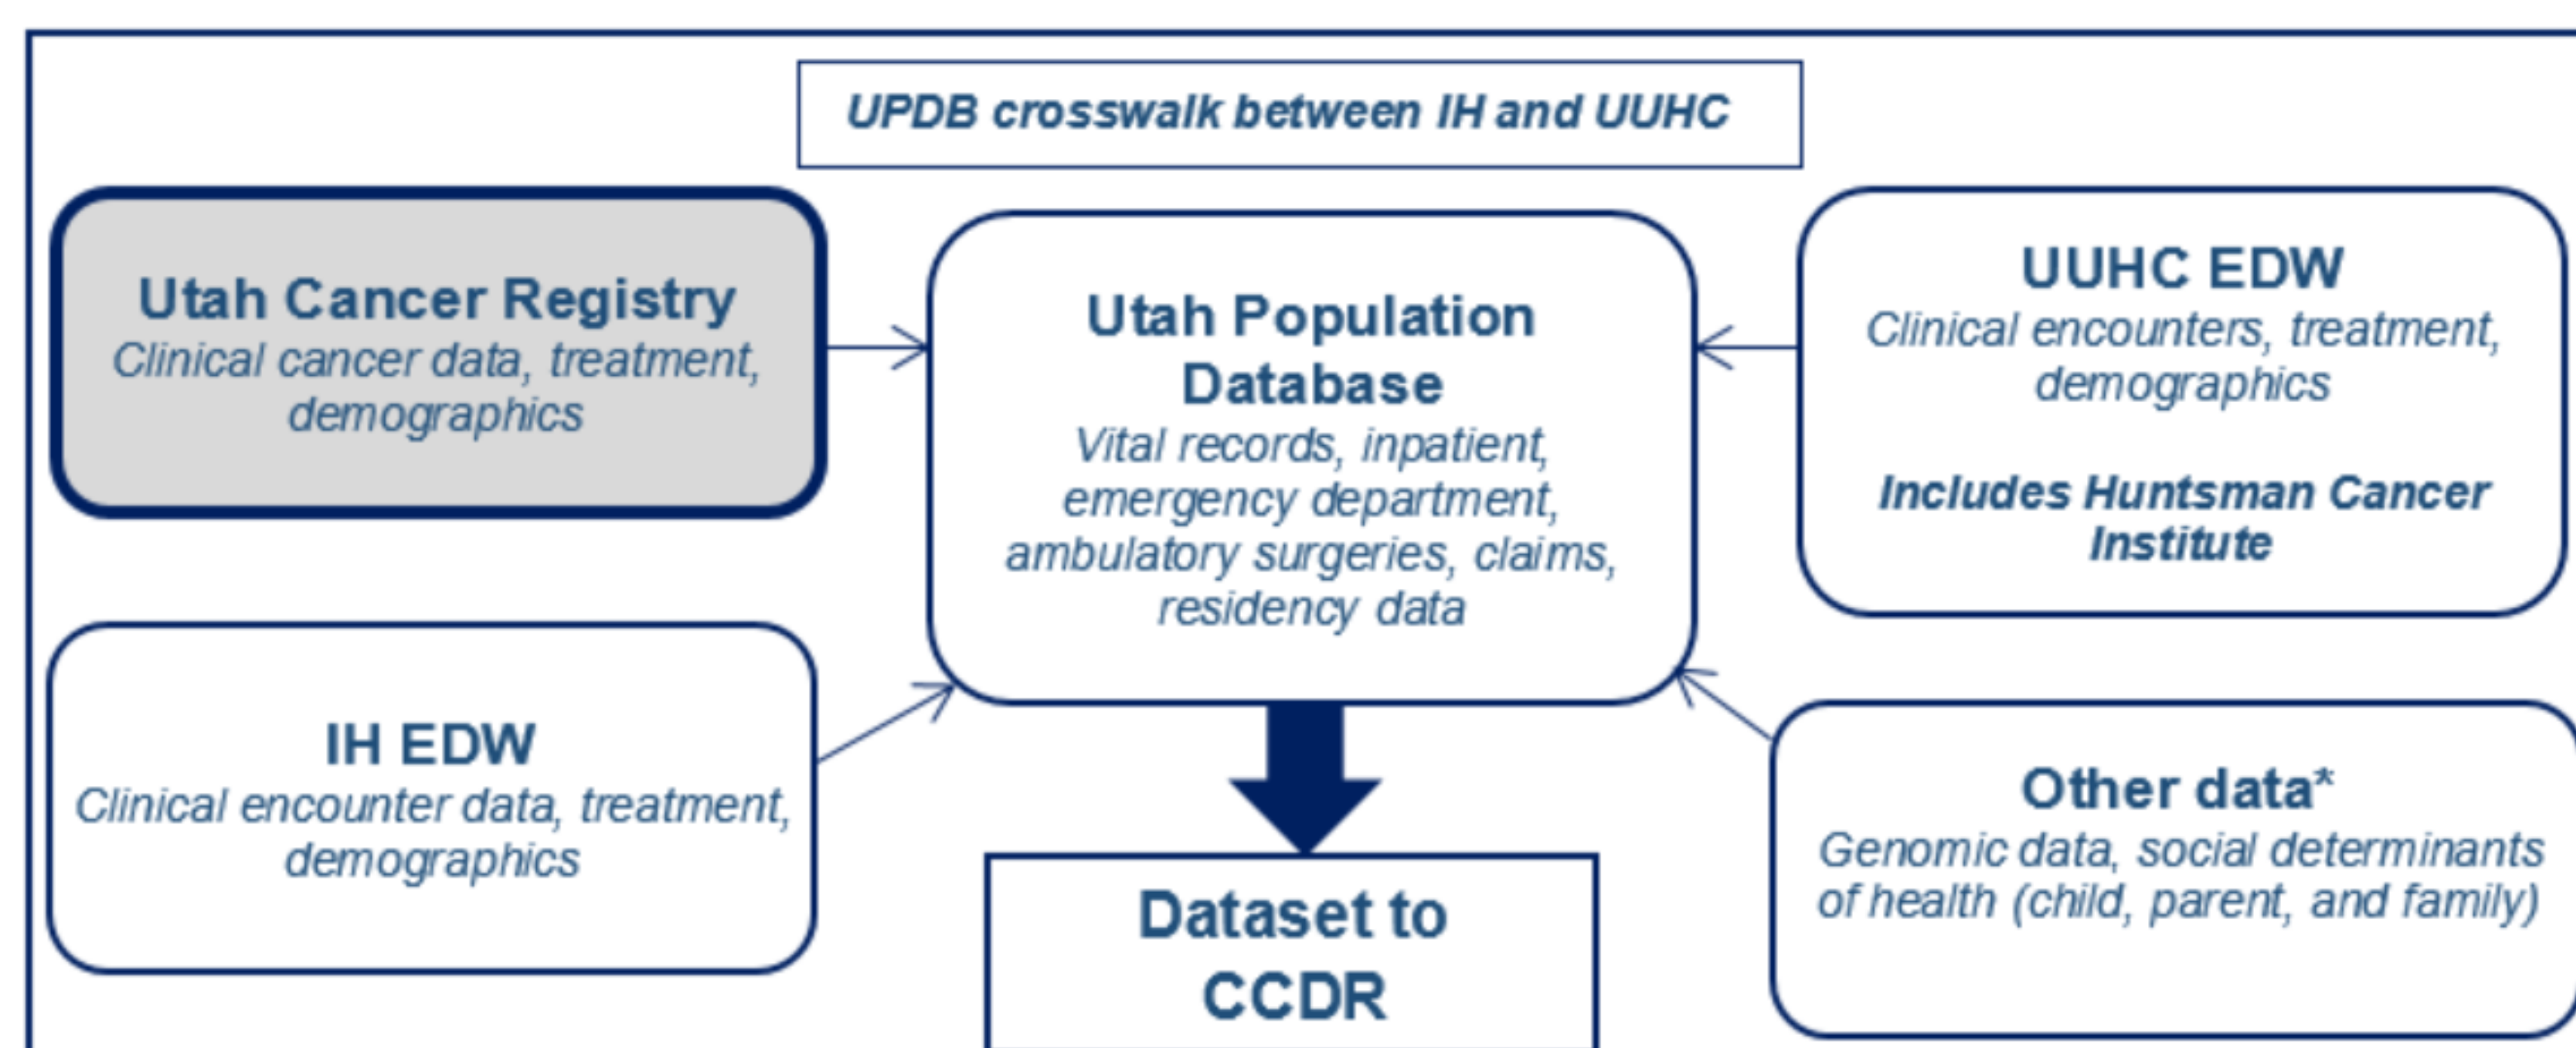 UPDB crosswalk between IH and UUHC
Utah Cancer Registry
Clinical cancer data, treatment,
demographics
Utah Population
Database
Vital records, inpatient,
emergency department,
ambulatory surgeries, claims,
residency data
UUHC EDW
Clinical encounters, treatment,
demographics
Includes Huntsman Cancer
Institute
IH EDW
Clinical encounter data, treatment,
demographics
Other data*
Genomic data, social determinants
of health (child, parent, and family)
Dataset to
CCDR